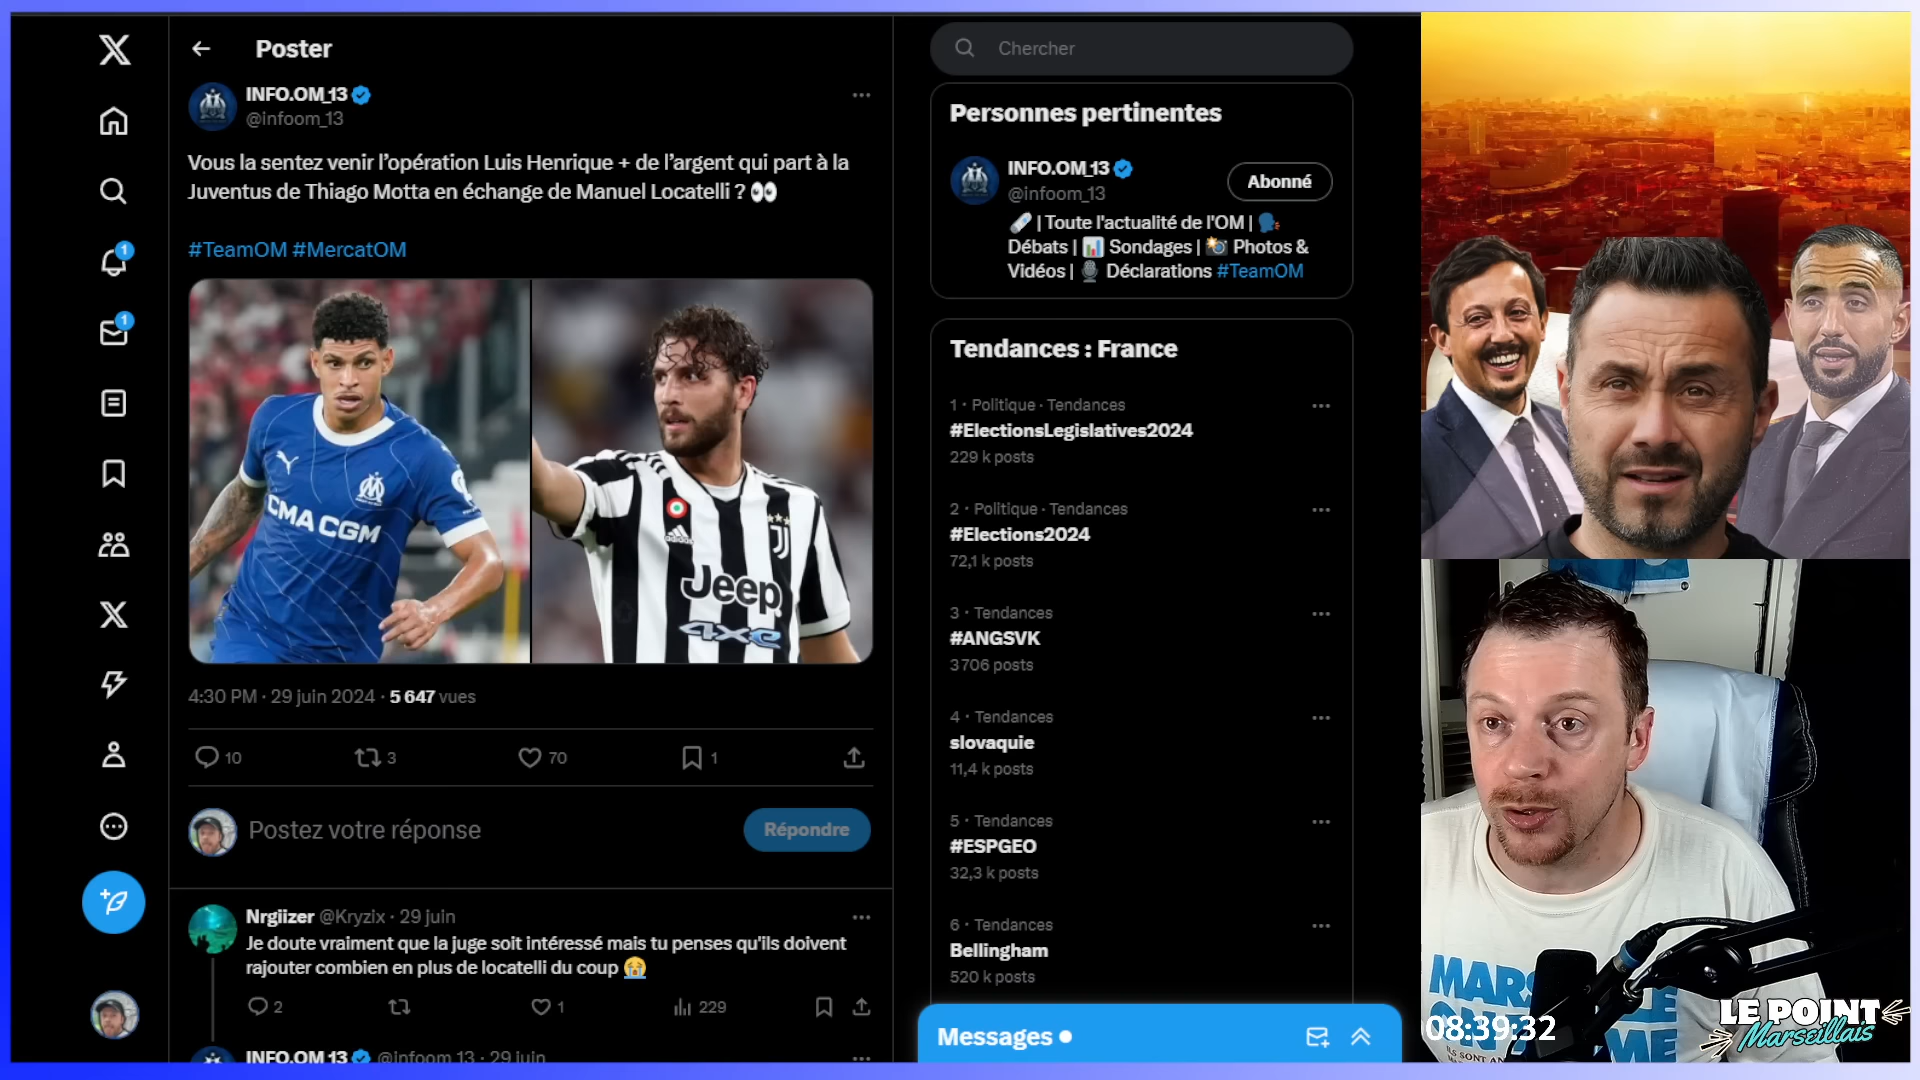 Poster
INFO.OM_13
@infoom_13
Vous la sentez venir l’opération Luis Henrique + de l’argent qui part à la
Juventus de Thiago Motta en échange de Manuel Locatelli ? 👀
#TeamOM #MercatOM
CMA CGM
Jeep
4xe
4:30 PM · 29 juin 2024 · 5 647 vues
10
3
70
1
Postez votre réponse
Répondre
Nrgiizer @Kryzix · 29 juin
Je doute vraiment que la juge soit intéressé mais tu penses qu'ils doivent
rajouter combien en plus de locatelli du coup 😭
2
1
229
INFO.OM_13 @infoom_13 · 29 juin
1
1
Chercher
Personnes pertinentes
INFO.OM_13
@infoom_13
Abonné
🗞️ | Toute l'actualité de l'OM | 🗣️
Débats | 📊 Sondages | 📸 Photos &
Vidéos | 🎙️ Déclarations #TeamOM
Tendances : France
1 · Politique · Tendances
#ElectionsLegislatives2024
229 k posts
2 · Politique · Tendances
#Elections2024
72,1 k posts
3 · Tendances
#ANGSVK
3 706 posts
4 · Tendances
slovaquie
11,4 k posts
5 · Tendances
#ESPGEO
32,3 k posts
6 · Tendances
Bellingham
520 k posts
Messages
08:39:32
LE POINT
Marseillais